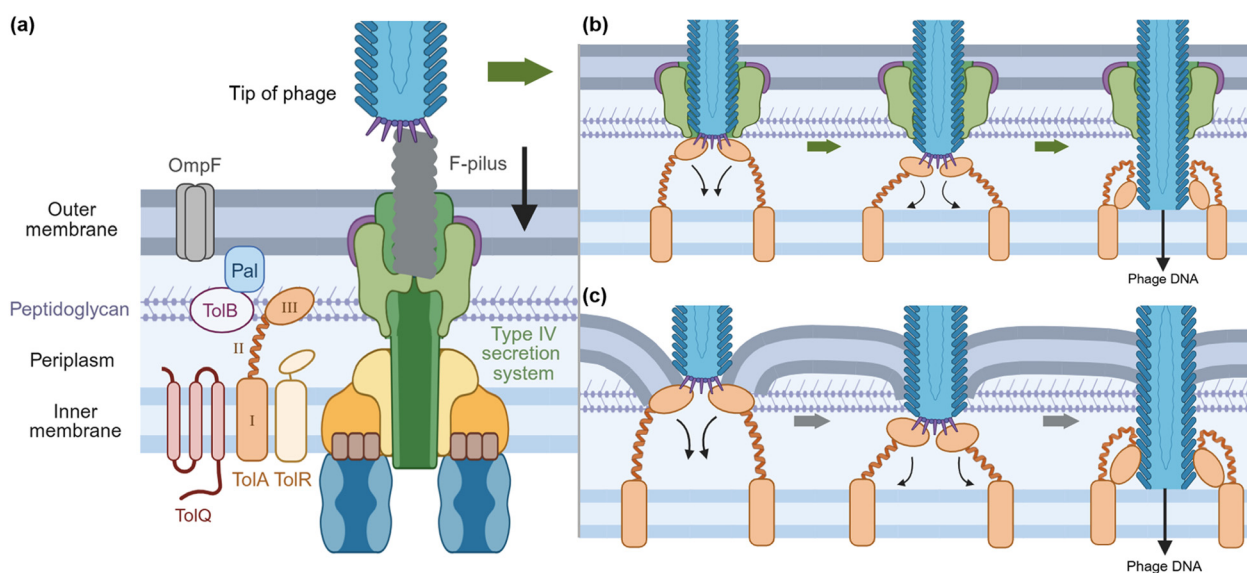 (a)
Tip of phage
F-pilus
OmpF
Outer
membrane
Pal
Peptidoglycan
TolB
III
II
Periplasm
Type IV
secretion
system
Inner
membrane
I
TolA TolR
TolQ
(b)
Phage DNA
(c)
Phage DNA